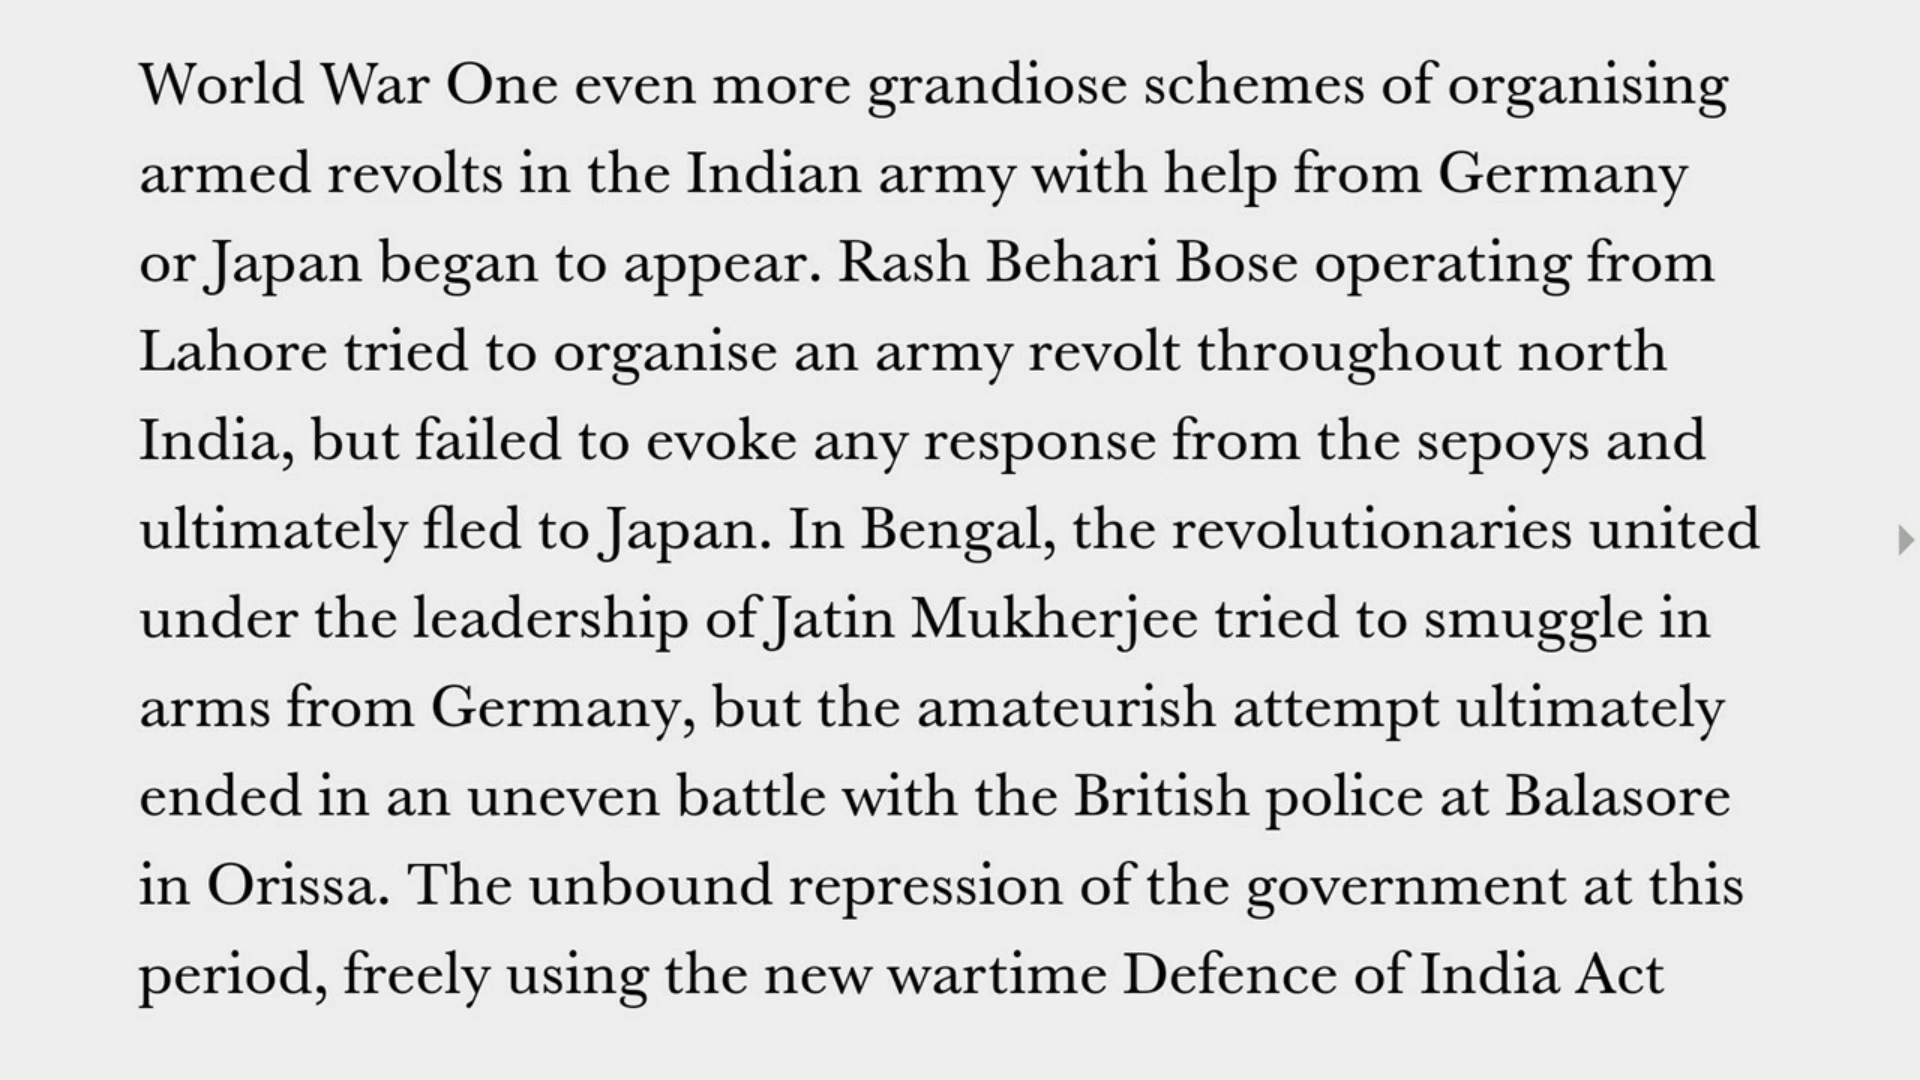 World War One even more grandiose schemes of organising
armed revolts in the Indian army with help from Germany
or Japan began to appear. Rash Behari Bose operating from
Lahore tried to organise an army revolt throughout north
India, but failed to evoke any response from the sepoys and
ultimately fled to Japan. In Bengal, the revolutionaries united
under the leadership of Jatin Mukherjee tried to smuggle in
arms from Germany, but the amateurish attempt ultimately
ended in an uneven battle with the British police at Balasore
in Orissa. The unbound repression of the government at this
period, freely using the new wartime Defence of India Act